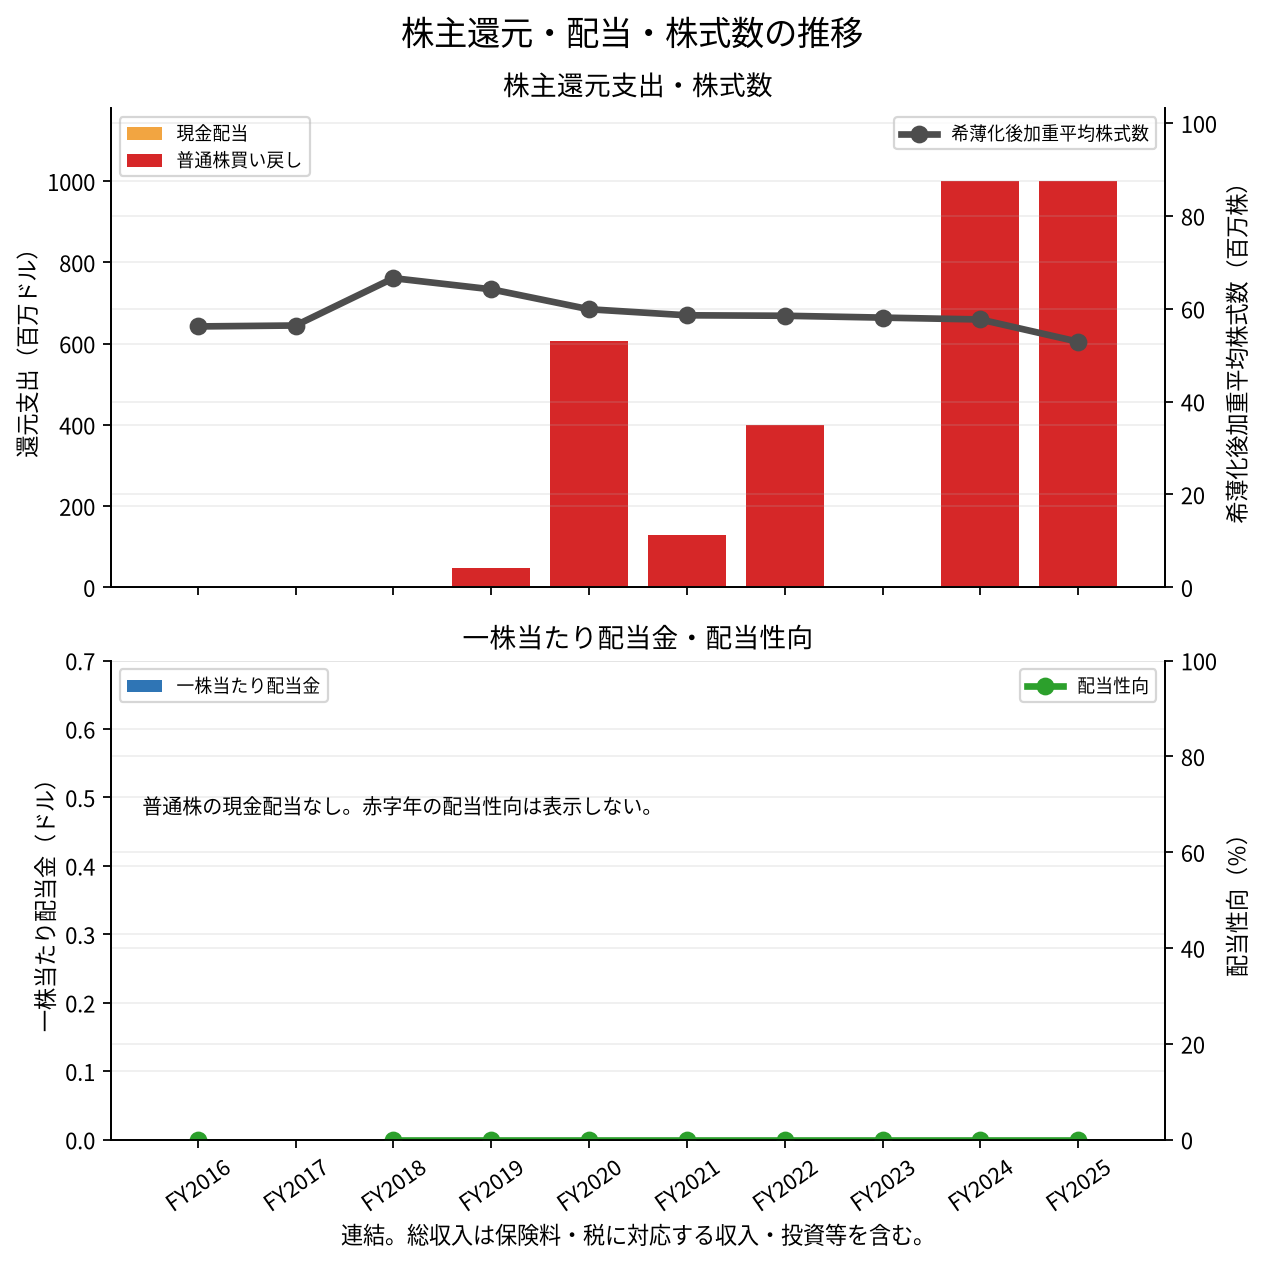 株主還元・配当・株式数の推移
株主還元支出・株式数
現金配当
普通株買い戻し
希薄化後加重平均株式数
還元支出（百万ドル）
1000
800
600
400
200
0
希薄化後加重平均株式数（百万株）
100
80
60
40
20
0
一株当たり配当金・配当性向
一株当たり配当金
配当性向
普通株の現金配当なし。赤字年の配当性向は表示しない。
一株当たり配当金（ドル）
0.7
0.6
0.5
0.4
0.3
0.2
0.1
0.0
配当性向（%）
100
80
60
40
20
0
FY2016 FY2017 FY2018 FY2019 FY2020 FY2021 FY2022 FY2023 FY2024 FY2025
連結。総収入は保険料・税に対応する収入・投資等を含む。